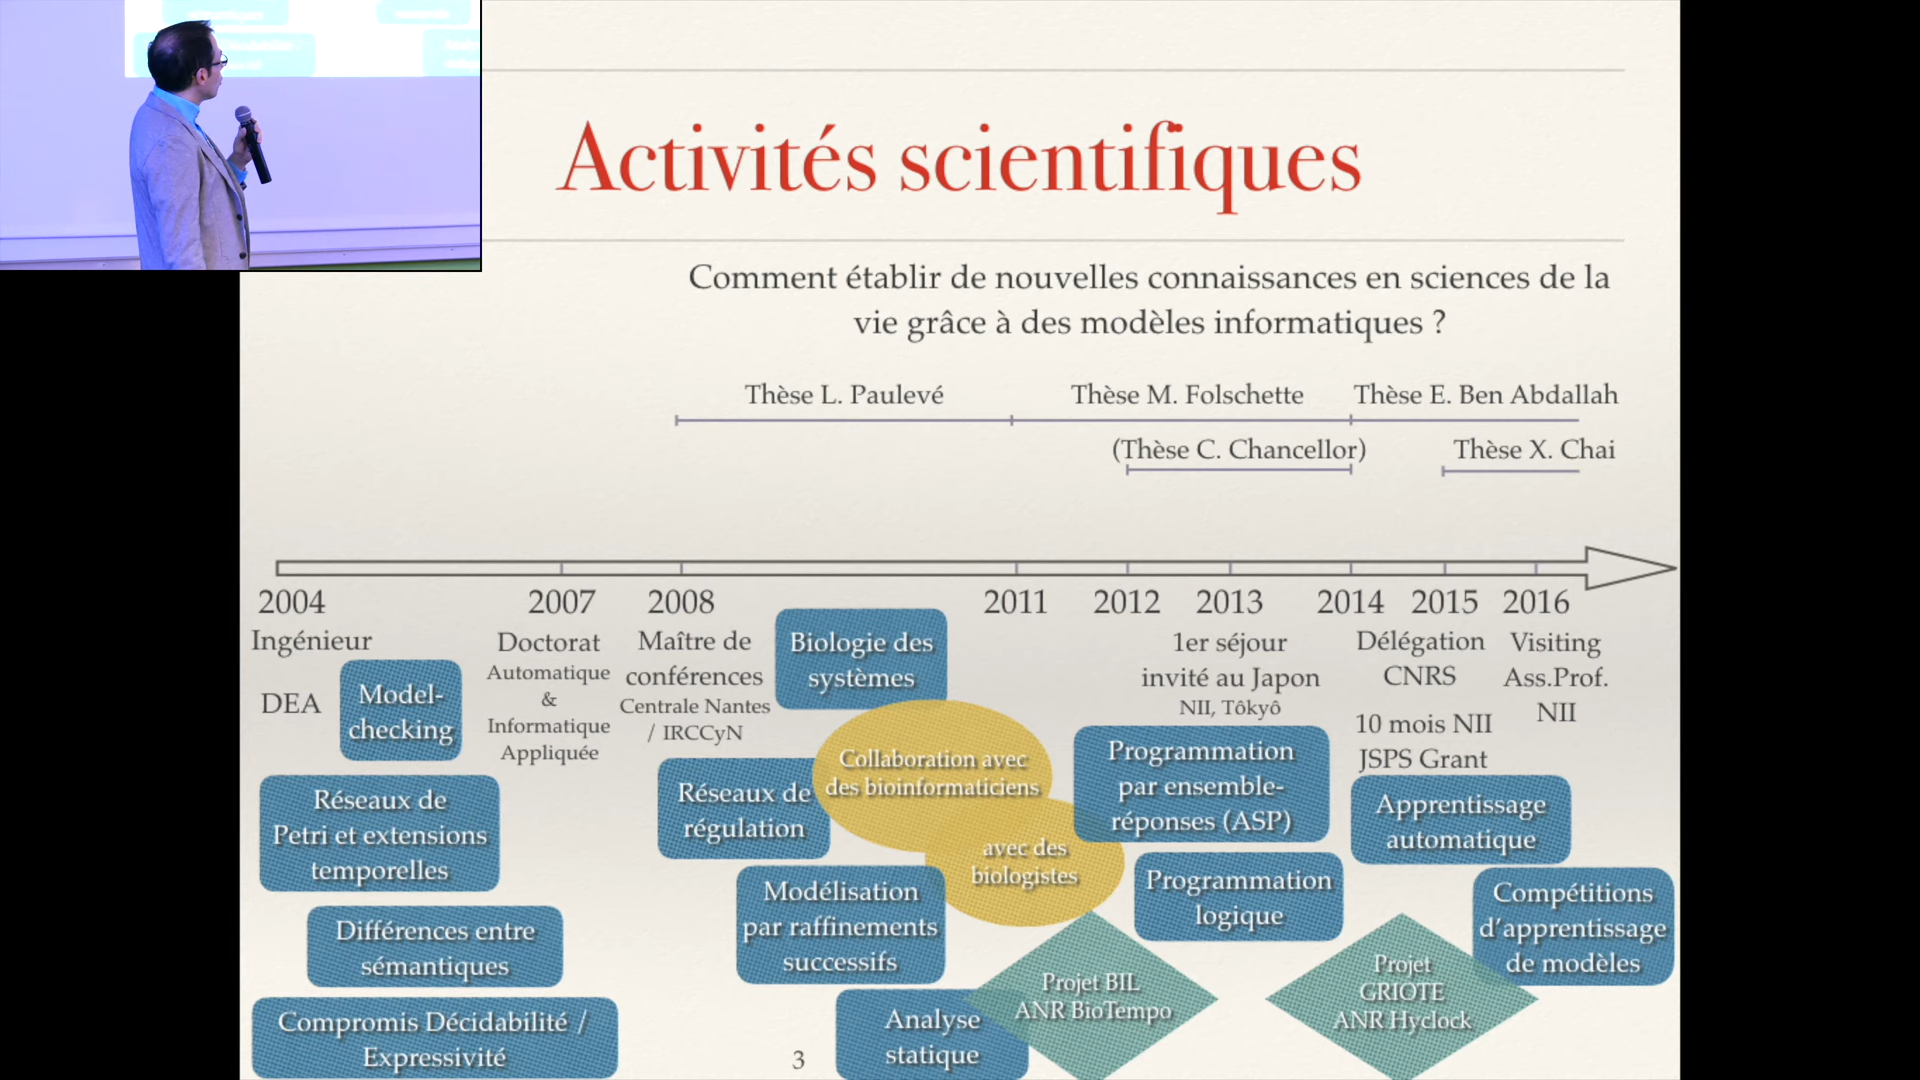 Activités scientifiques
Comment établir de nouvelles connaissances en sciences de la
vie grâce à des modèles informatiques ?
Thèse L. Paulevé
Thèse M. Folschette
Thèse E. Ben Abdallah
(Thèse C. Chancellor)
Thèse X. Chai
2004
2007
2008
2011
2012
2013
2014
2015
2016
Ingénieur
DEA
Model-
checking
Doctorat
Automatique
&
Informatique
Appliquée
Maître de
conférences
Centrale Nantes
/ IRCCyN
Biologie des
systèmes
1er séjour
invité au Japon
NII, Tôkyô
Délégation
CNRS
10 mois NII
JSPS Grant
Visiting
Ass.Prof.
NII
Réseaux de
Petri et extensions
temporelles
Différences entre
sémantiques
Compromis Décidabilité /
Expressivité
Réseaux de
régulation
Collaboration avec
des bioinformaticiens
avec des
biologistes
Modélisation
par raffinements
successifs
Analyse
statique
Programmation
par ensemble-
réponses (ASP)
Programmation
logique
Projet BIL
ANR BioTempo
Apprentissage
automatique
Compétitions
d'apprentissage
de modèles
Projet
GRIOTE
ANR Hyclock
3